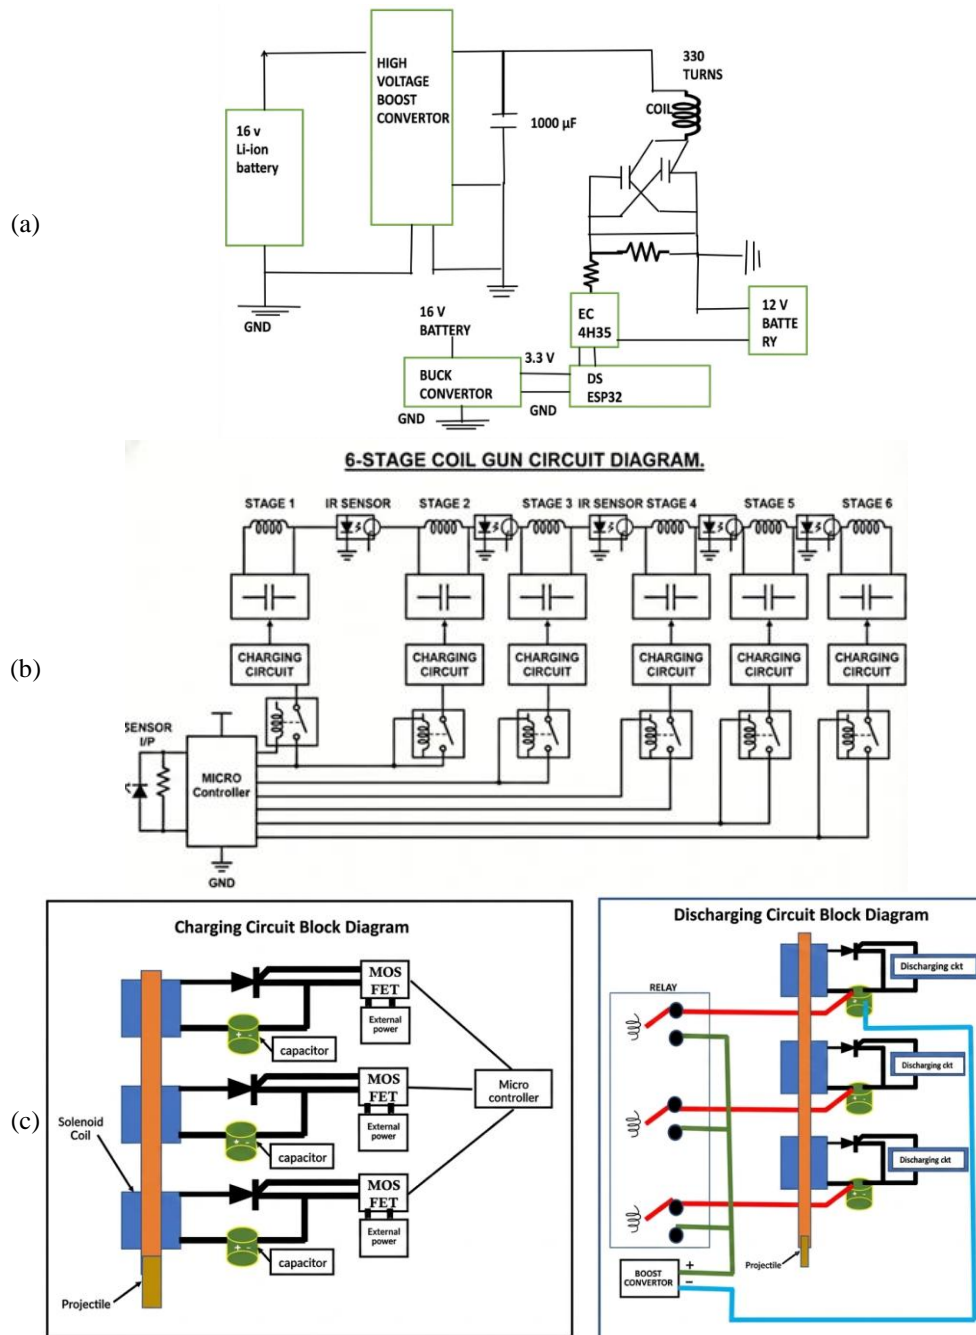 (a)
16 v
Li-ion
battery
HIGH
VOLTAGE
BOOST
CONVERTOR
1000 µF
330
TURNS
COIL
GND
16 V
BATTERY
EC
4H35
12 V
BATTE
RY
BUCK
CONVERTOR
3.3 V
DS
ESP32
GND
GND
(b)
6-STAGE COIL GUN CIRCUIT DIAGRAM.
STAGE 1 IR SENSOR STAGE 2 STAGE 3 IR SENSOR STAGE 4 STAGE 5 STAGE 6
CHARGING CHARGING CHARGING CHARGING CHARGING CHARGING
CIRCUIT CIRCUIT CIRCUIT CIRCUIT CIRCUIT CIRCUIT
SENSOR
I/P
MICRO
Controller
GND
(c)
Charging Circuit Block Diagram
MOS
FET
External
power
capacitor
MOS
FET
External
power
capacitor
Micro
controller
Solenoid
Coil
MOS
FET
External
power
capacitor
Projectile
+ -
+ -
+ -
Discharging Circuit Block Diagram
RELAY
Discharging ckt
Discharging ckt
Discharging ckt
+ -
+ -
+ -
BOOST
CONVERTOR
+
−
Projectile